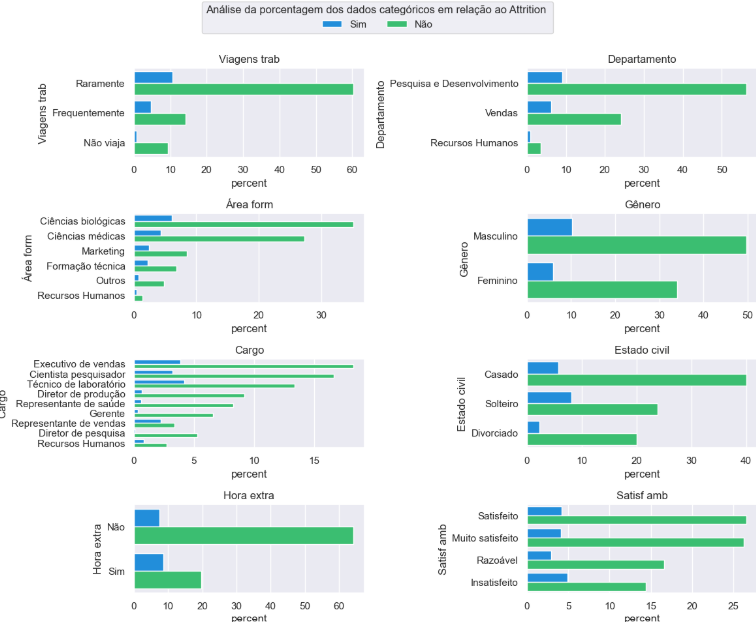 Análise da porcentagem dos dados categóricos em relação ao Attrition
Sim Não
Viagens trab
Viagens trab
Raramente
Frequentemente
Não viaja
0 10 20 30 40 50 60
percent
Departamento
Departamento
Pesquisa e Desenvolvimento
Vendas
Recursos Humanos
0 10 20 30 40 50
percent
Área form
Área form
Ciências biológicas
Ciências médicas
Marketing
Formação técnica
Outros
Recursos Humanos
0 10 20 30
percent
Gênero
Gênero
Masculino
Feminino
0 10 20 30 40 50
percent
Cargo
Cargo
Executivo de vendas
Cientista pesquisador
Técnico de laboratório
Diretor de produção
Representante de saúde
Gerente
Representante de vendas
Diretor de pesquisa
Recursos Humanos
0 5 10 15
percent
Estado civil
Estado civil
Casado
Solteiro
Divorciado
0 10 20 30 40
percent
Hora extra
Hora extra
Não
Sim
0 10 20 30 40 50 60
percent
Satisf amb
Satisf amb
Satisfeito
Muito satisfeito
Razoável
Insatisfeito
0 5 10 15 20 25
percent